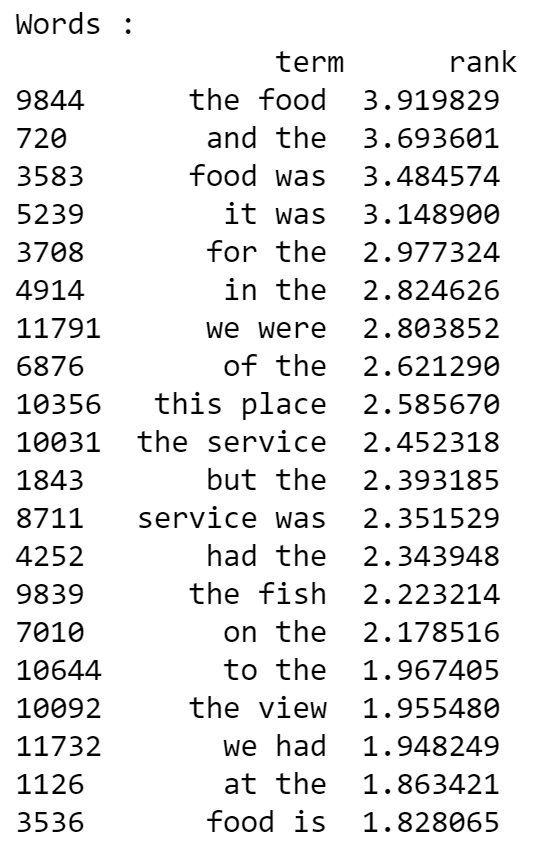 Words :
term rank
9844 the food 3.919829
720 and the 3.693601
3583 food was 3.484574
5239 it was 3.148900
3708 for the 2.977324
4914 in the 2.824626
11791 we were 2.803852
6876 of the 2.621290
10356 this place 2.585670
10031 the service 2.452318
1843 but the 2.393185
8711 service was 2.351529
4252 had the 2.343948
9839 the fish 2.223214
7010 on the 2.178516
10644 to the 1.967405
10092 the view 1.955480
11732 we had 1.948249
1126 at the 1.863421
3536 food is 1.828065